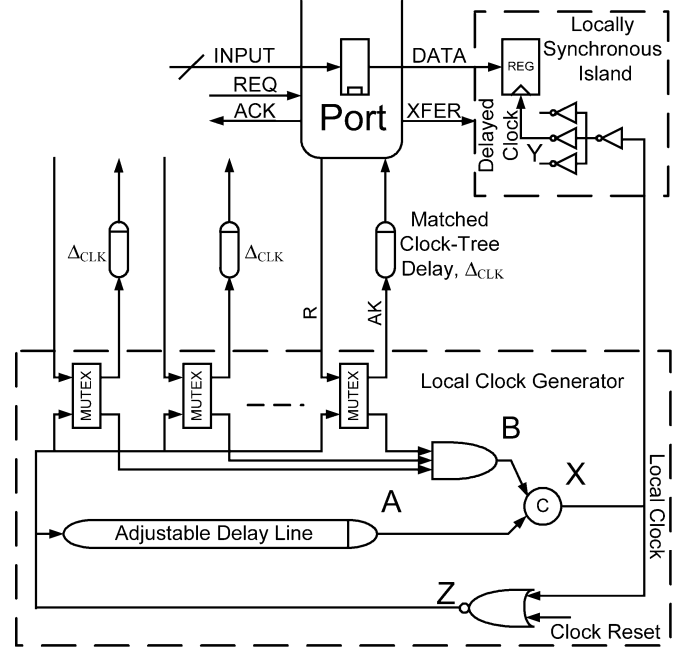 Locally
Synchronous
Island
INPUT
DATA
REG
REQ
ACK
Port
XFER
Delayed
Clock
Y
ΔCLK
ΔCLK
Matched
Clock-Tree
Delay, ΔCLK
R
AK
MUTEX
MUTEX
MUTEX
Local Clock Generator
B
X
C
A
Adjustable Delay Line
Local Clock
Z
Clock Reset